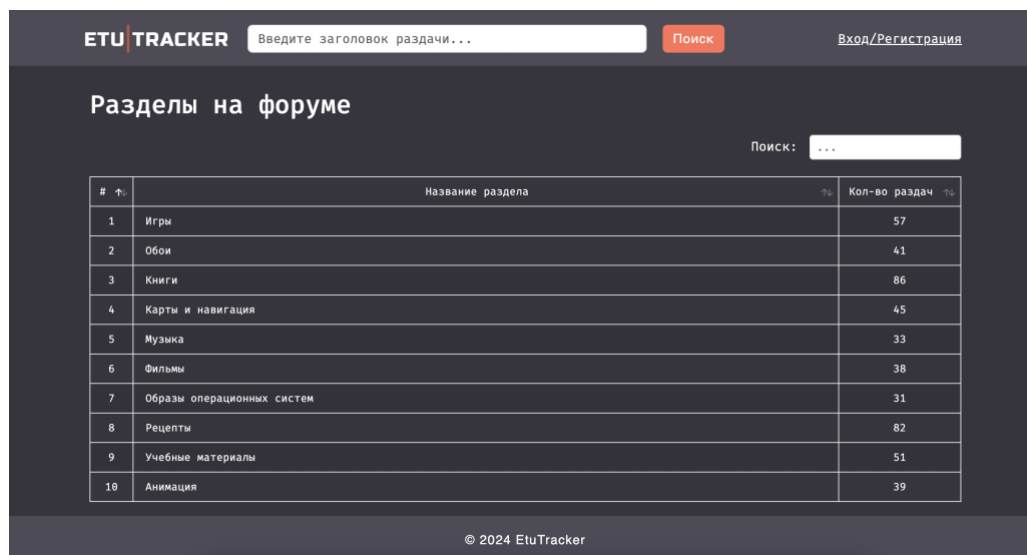 ETU TRACKER Введите заголовок раздачи... Поиск Вход/Регистрация
Разделы на форуме
Поиск: ...
# Название раздела Кол-во раздач
1 Игры 57
2 Обои 41
3 Книги 86
4 Карты и навигация 45
5 Музыка 33
6 Фильмы 38
7 Образы операционных систем 31
8 Рецепты 82
9 Учебные материалы 51
10 Анимация 39
© 2024 EtuTracker